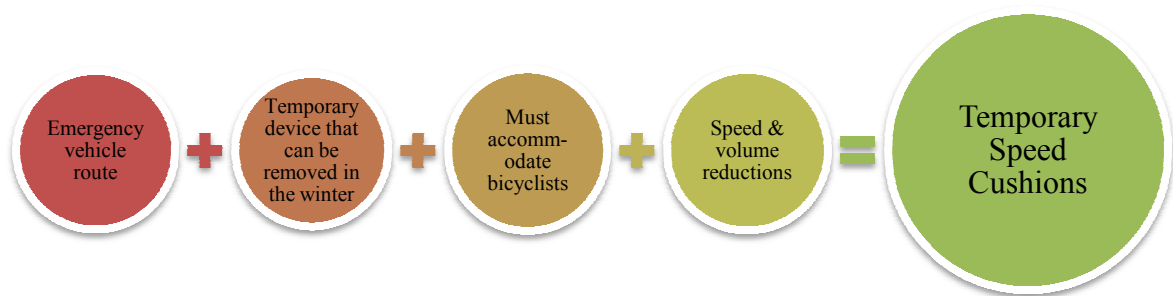 Emergency
vehicle
route
Temporary
device that
can be
removed in
the winter
Must
accomm-
odate
bicyclists
Speed &
volume
reductions
Temporary
Speed
Cushions